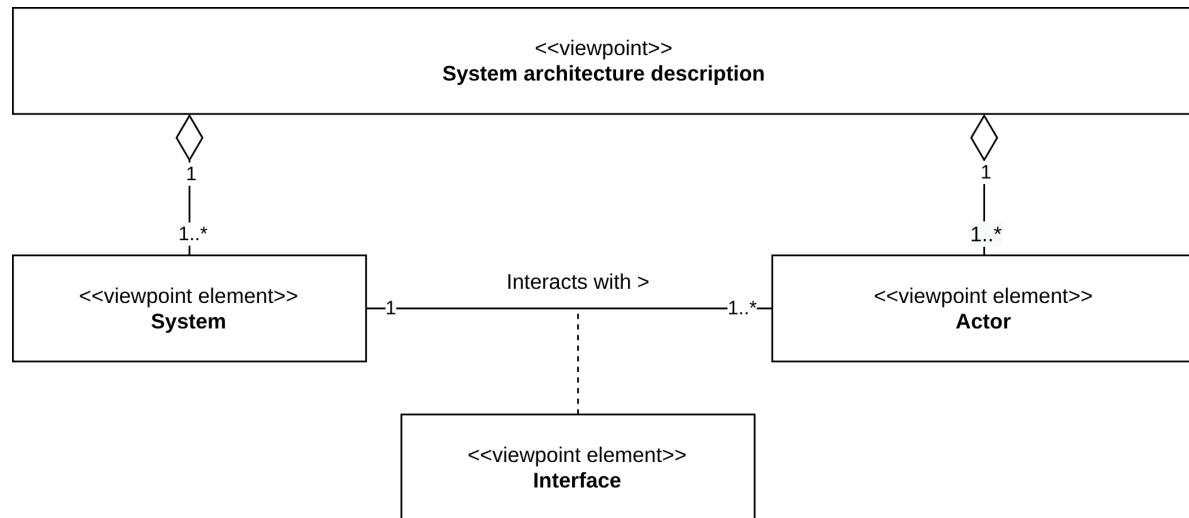 <<viewpoint>>
System architecture description
1
1
1..*
1..*
<<viewpoint element>>
System
1
Interacts with >
1..*
<<viewpoint element>>
Actor
<<viewpoint element>>
Interface